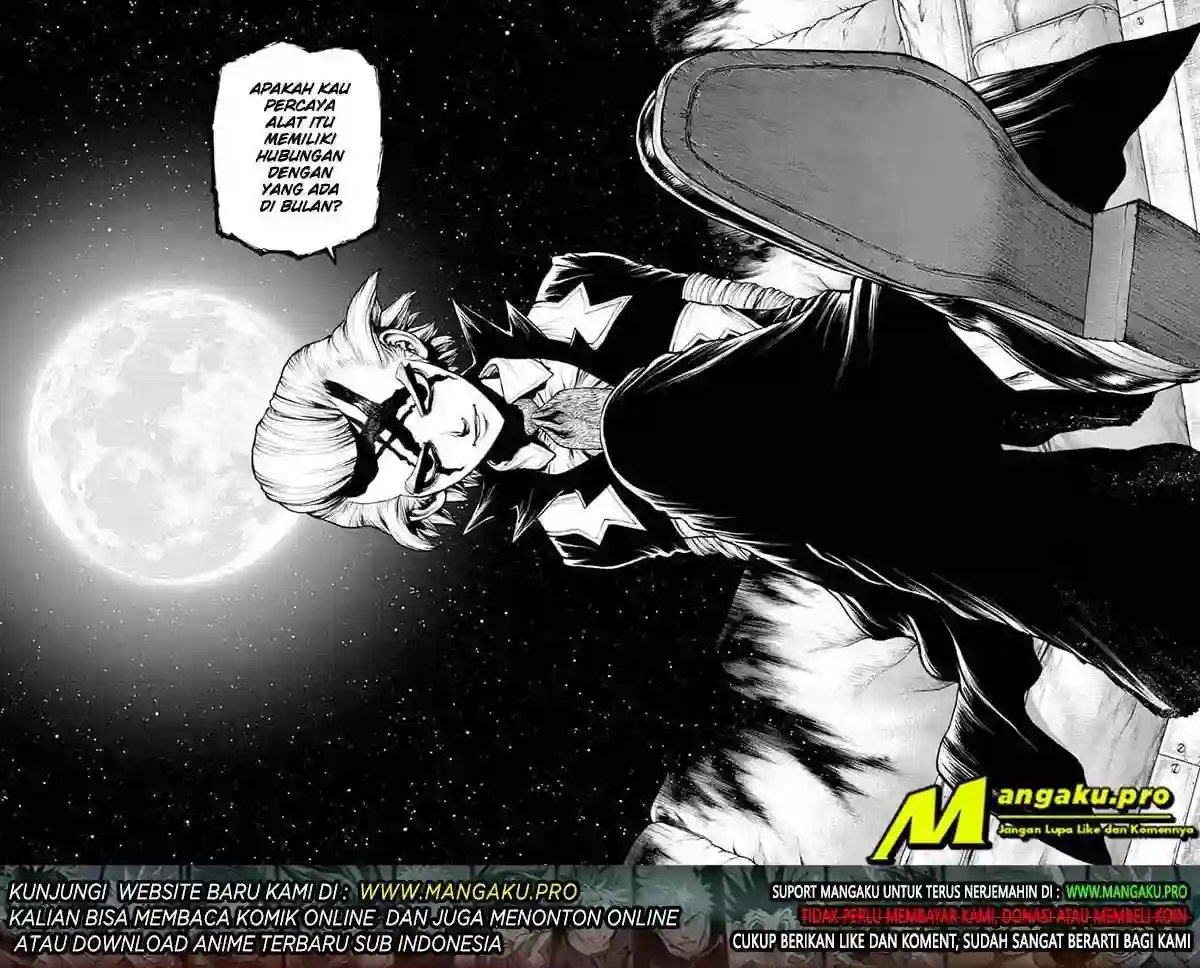 APAKAH KAU
PERCAYA
ALAT ITU
MEMILIKI
HUBUNGAN
DENGAN
YANG ADA
DI BULAN?
Mangaku.pro
Jangan Lupa Like dan Komennya
KUNJUNGI WEBSITE BARU KAMI DI : WWW.MANGAKU.PRO
KALIAN BISA MEMBACA KOMIK ONLINE DAN JUGA MENONTON ONLINE
ATAU DOWNLOAD ANIME TERBARU SUB INDONESIA
SUPORT MANGAKU UNTUK TERUS NERJEMAHIN DI : WWW.MANGAKU.PRO
TIDAK PERLU MEMBAYAR KAMI, DONASI ATAU MEMBELI KOIN
CUKUP BERIKAN LIKE DAN KOMENT, SUDAH SANGAT BERARTI BAGI KAMI